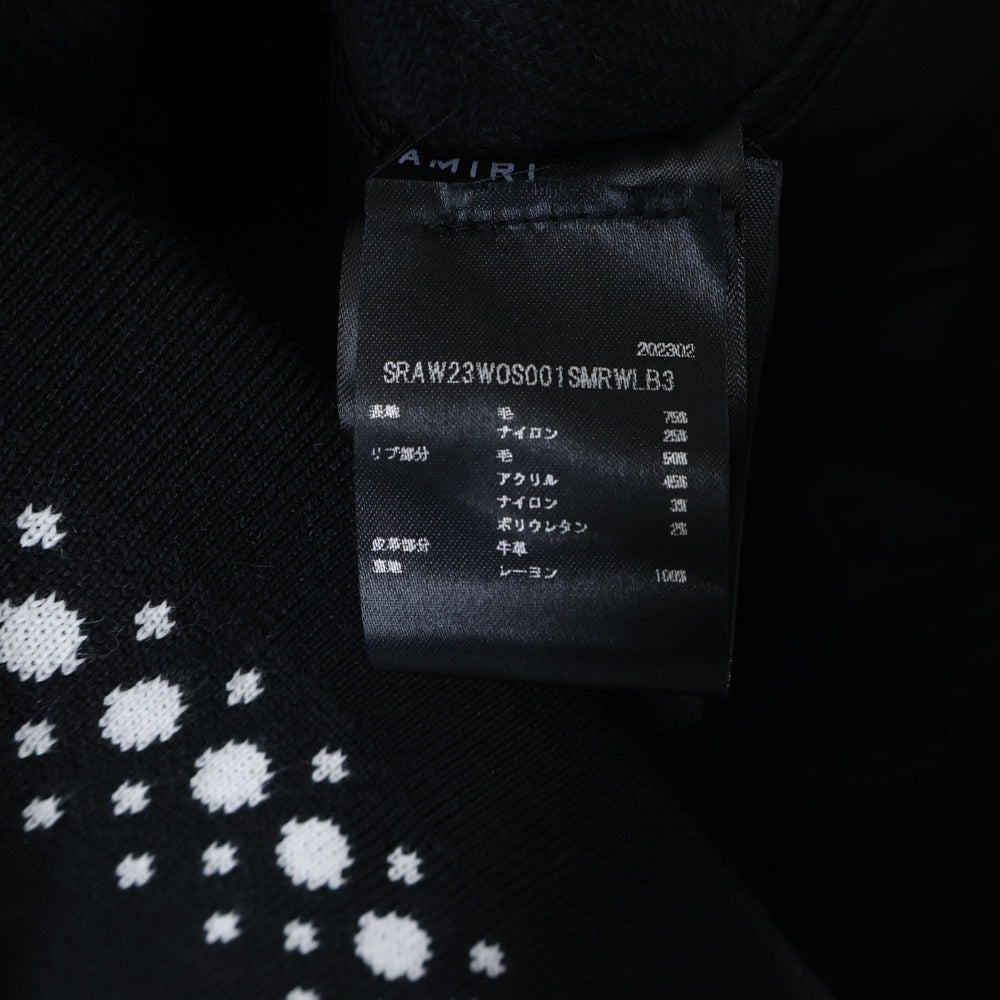 AMIRI
202302
SRAW23WOS001SMRWLB3
表地 毛 75%
ナイロン 25%
リブ部分 毛 50%
アクリル 45%
ナイロン 3%
ポリウレタン 2%
皮革部分 牛革
裏地 レーヨン 100%